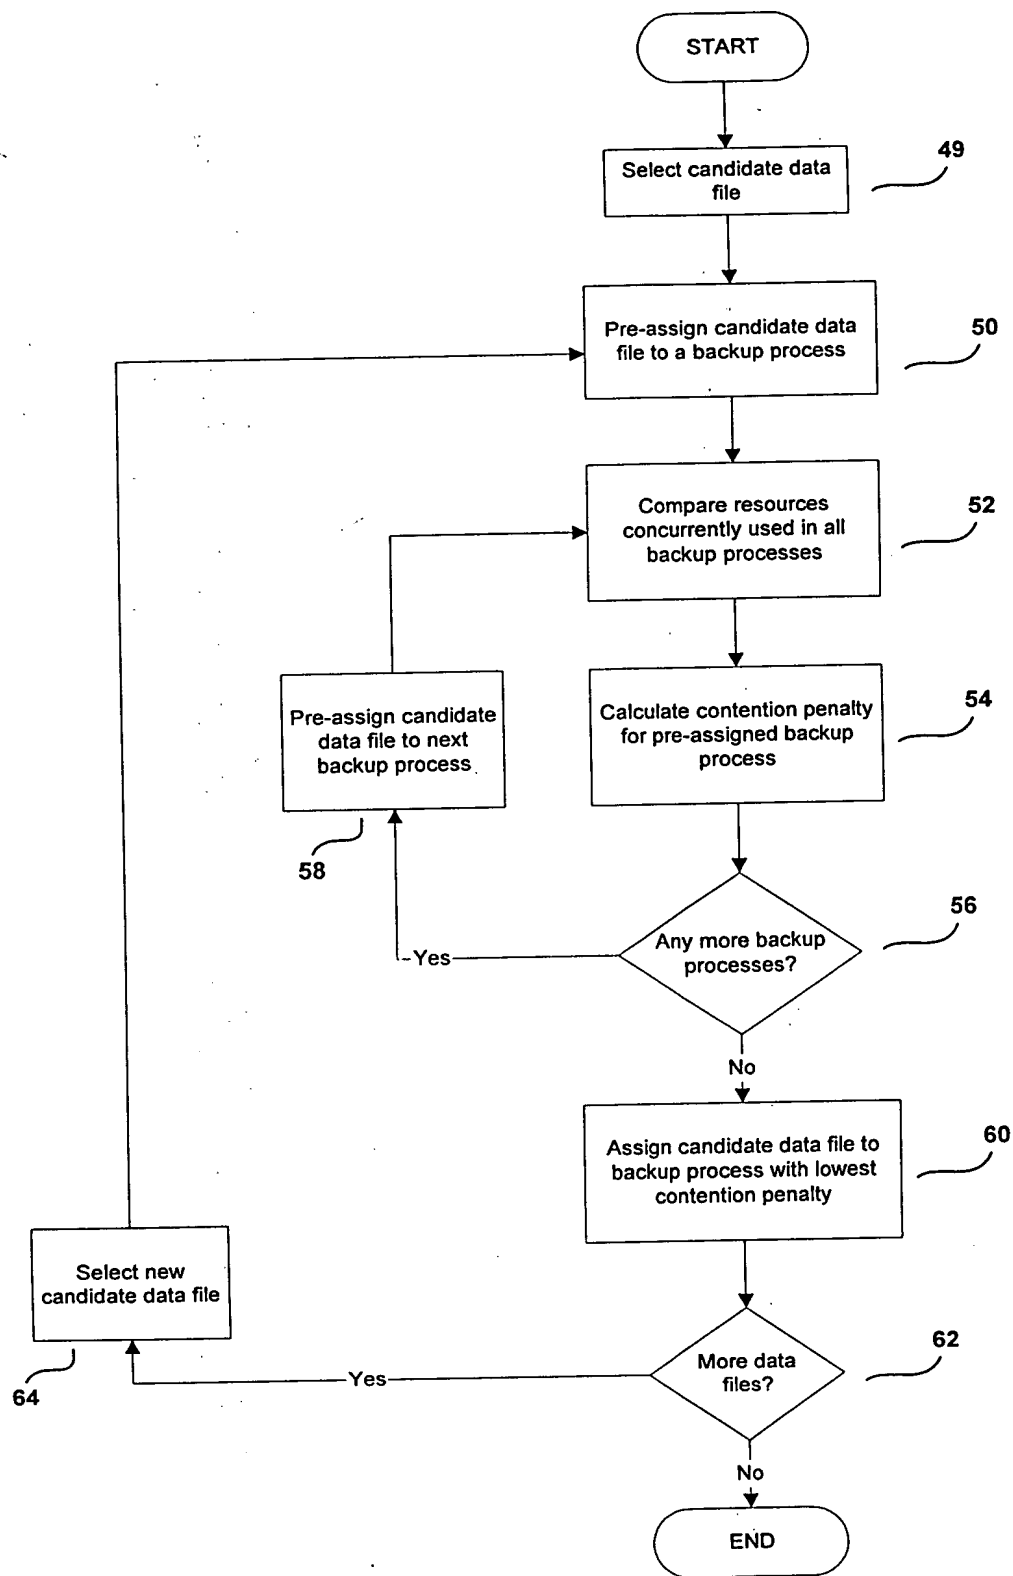 START
Select candidate data
file
49
Pre-assign candidate data
file to a backup process
50
Compare resources
concurrently used in all
backup processes
52
Pre-assign candidate
data file to next
backup process
58
Calculate contention penalty
for pre-assigned backup
process
54
Any more backup
processes?
56
Yes
No
Assign candidate data file to
backup process with lowest
contention penalty
60
Select new
candidate data file
64
More data
files?
62
Yes
No
END